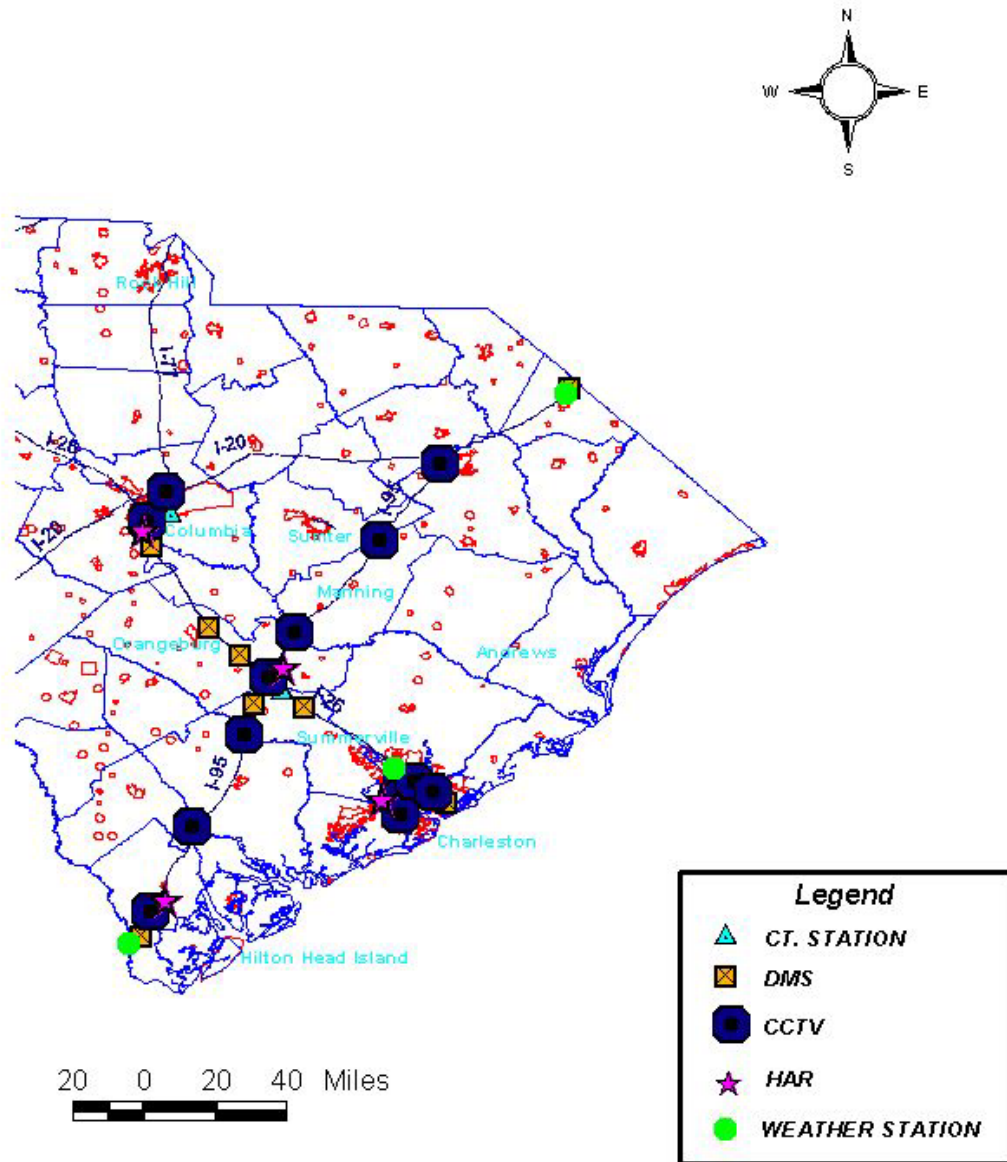 N
W E
S
Rock Hill
I-77
I-26
I-20
I-95
I-20
Columbia
Sumter
Manning
Orangeburg
Andrews
I-26
Summerville
I-95
Charleston
Hilton Head Island
Legend
CT. STATION
DMS
CCTV
HAR
WEATHER STATION
20 0 20 40 Miles